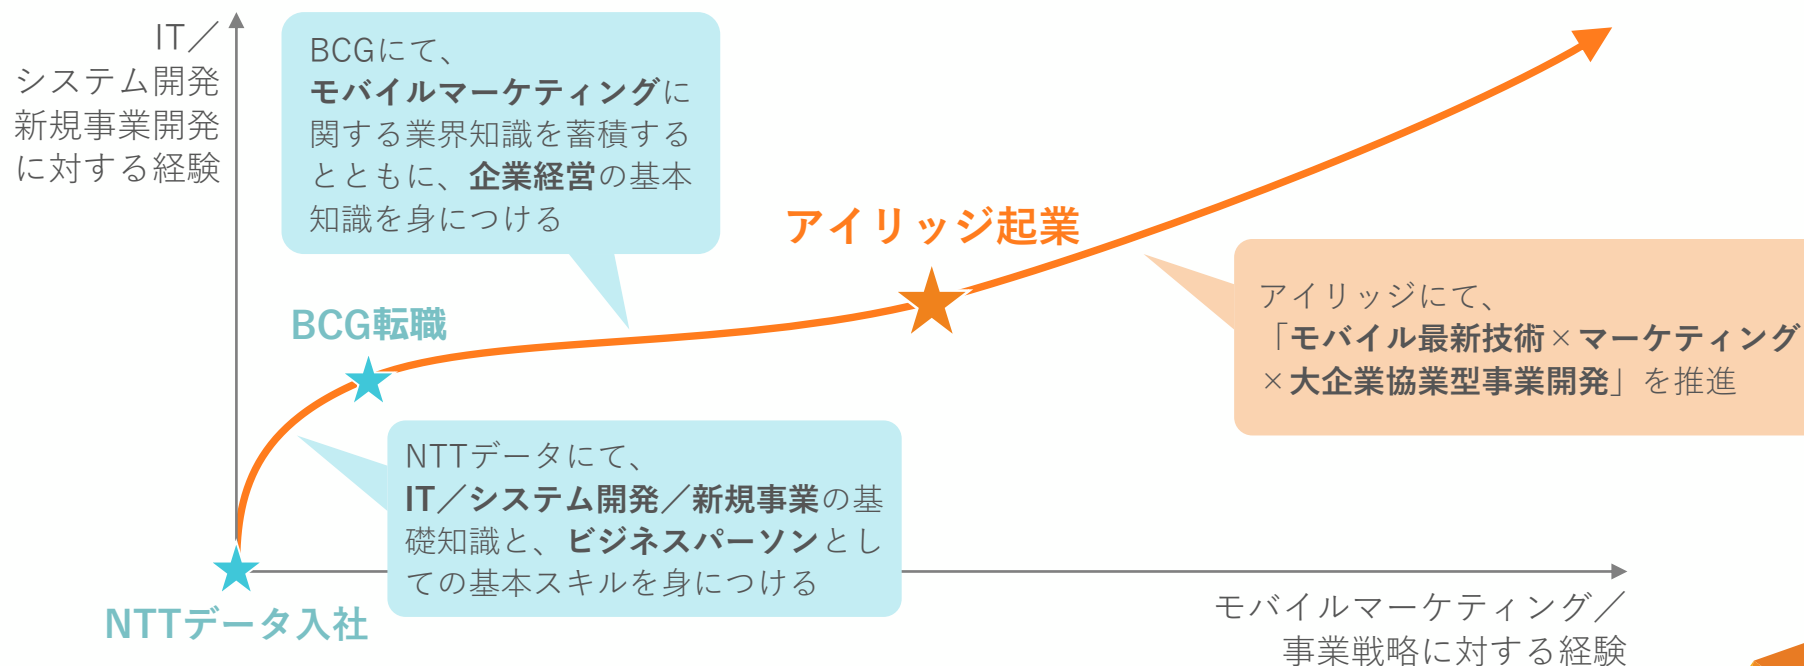 IT／
システム開発
新規事業開発
に対する経験
BCGにて、
モバイルマーケティングに
関する業界知識を蓄積する
とともに、企業経営の基本
知識を身につける
アイリッジ起業
BCG転職
アイリッジにて、
「モバイル最新技術×マーケティング
×大企業協業型事業開発」を推進
NTTデータにて、
IT／システム開発／新規事業の基
礎知識と、ビジネスパーソンとし
ての基本スキルを身につける
NTTデータ入社
モバイルマーケティング／
事業戦略に対する経験